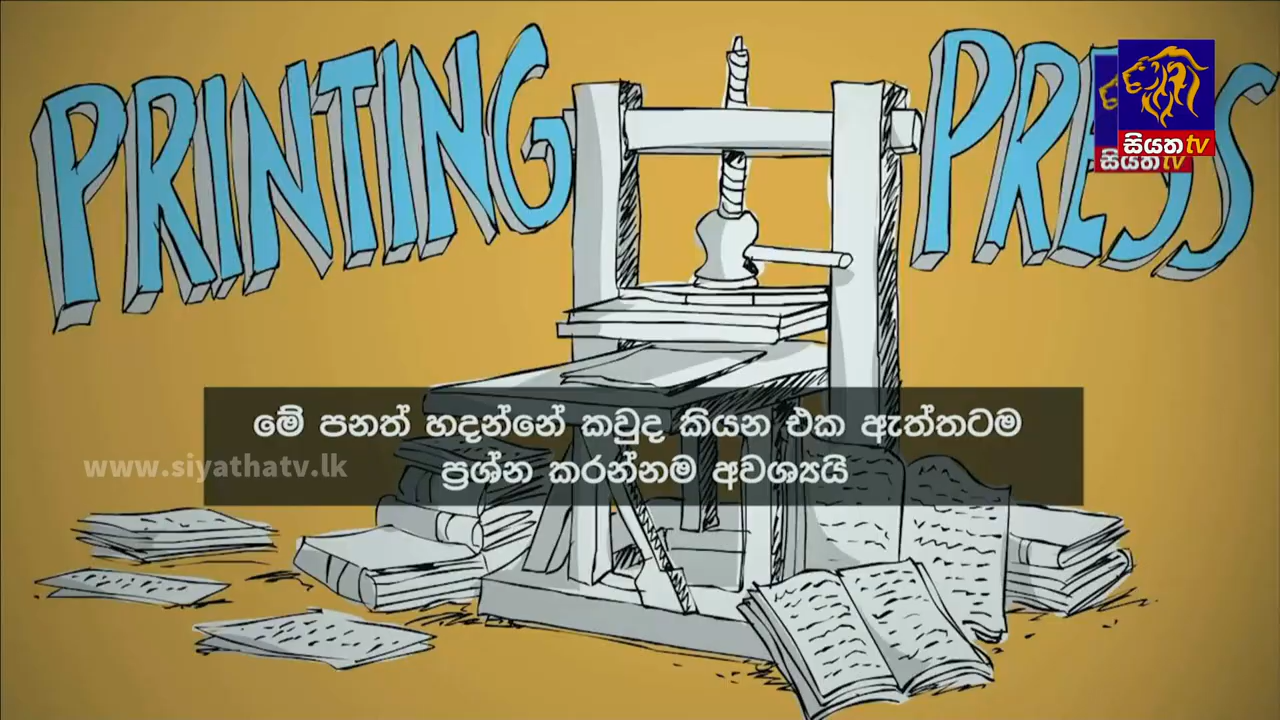 PRINTING PRESS
සියත tv
සියත tv
මේ පනත් හදන්නේ කවුද කියන එක ඇත්තටම
ප්‍රශ්න කරන්නම අවශ්‍යයි
www.siyathatv.lk